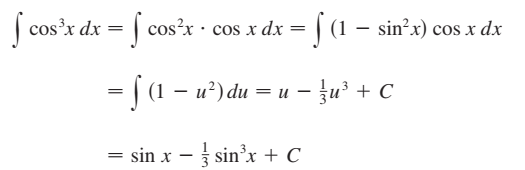 ∫ cos³x dx = ∫ cos²x · cos x dx = ∫ (1 − sin²x) cos x dx
= ∫ (1 − u²) du = u − ⅓u³ + C
= sin x − ⅓ sin³x + C